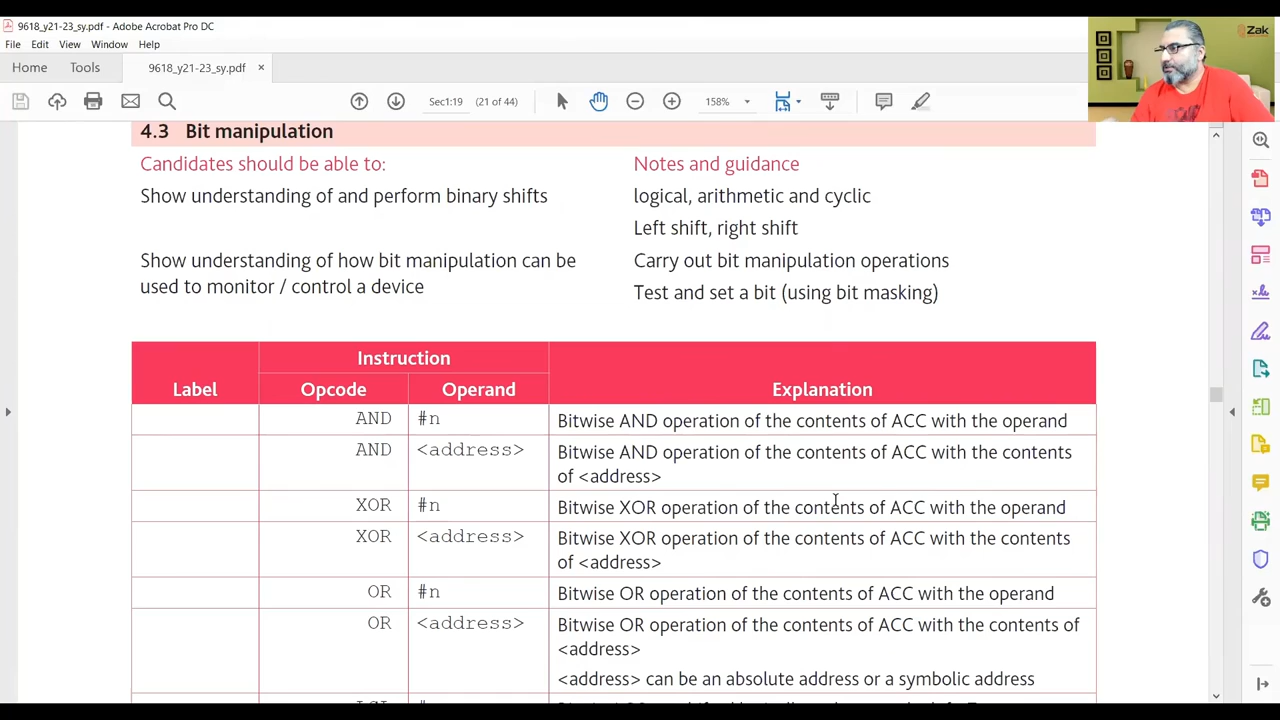 9618_y21-23_sy.pdf - Adobe Acrobat Pro DC
File Edit View Window Help
Zak
Home Tools 9618_y21-23_sy.pdf ×
Sec1:19 (21 of 44) 158%
4.3 Bit manipulation
Candidates should be able to: Notes and guidance
Show understanding of and perform binary shifts logical, arithmetic and cyclic
Left shift, right shift
Show understanding of how bit manipulation can be Carry out bit manipulation operations
used to monitor / control a device Test and set a bit (using bit masking)
Instruction
Label Opcode Operand Explanation
AND #n Bitwise AND operation of the contents of ACC with the operand
AND <address> Bitwise AND operation of the contents of ACC with the contents
of <address>
XOR #n Bitwise XOR operation of the contents of ACC with the operand
XOR <address> Bitwise XOR operation of the contents of ACC with the contents
of <address>
OR #n Bitwise OR operation of the contents of ACC with the operand
OR <address> Bitwise OR operation of the contents of ACC with the contents of
<address>
<address> can be an absolute address or a symbolic address